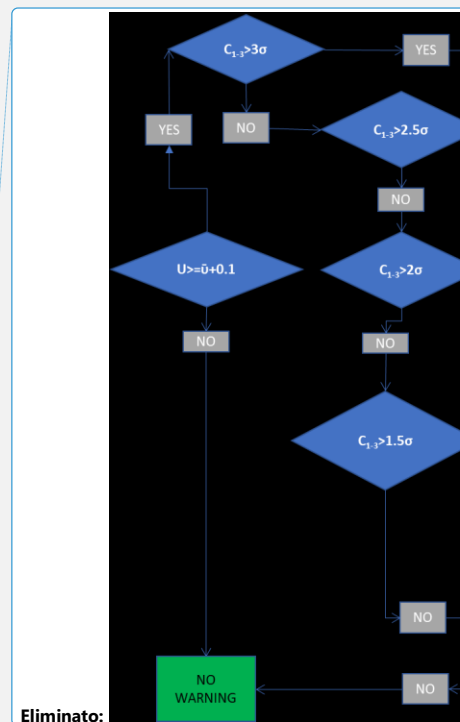 C₁₋₃>3σ
YES
YES
NO
C₁₋₃>2.5σ
NO
U>=ῡ+0.1
C₁₋₃>2σ
NO
NO
C₁₋₃>1.5σ
NO
NO
WARNING
NO
Eliminato: